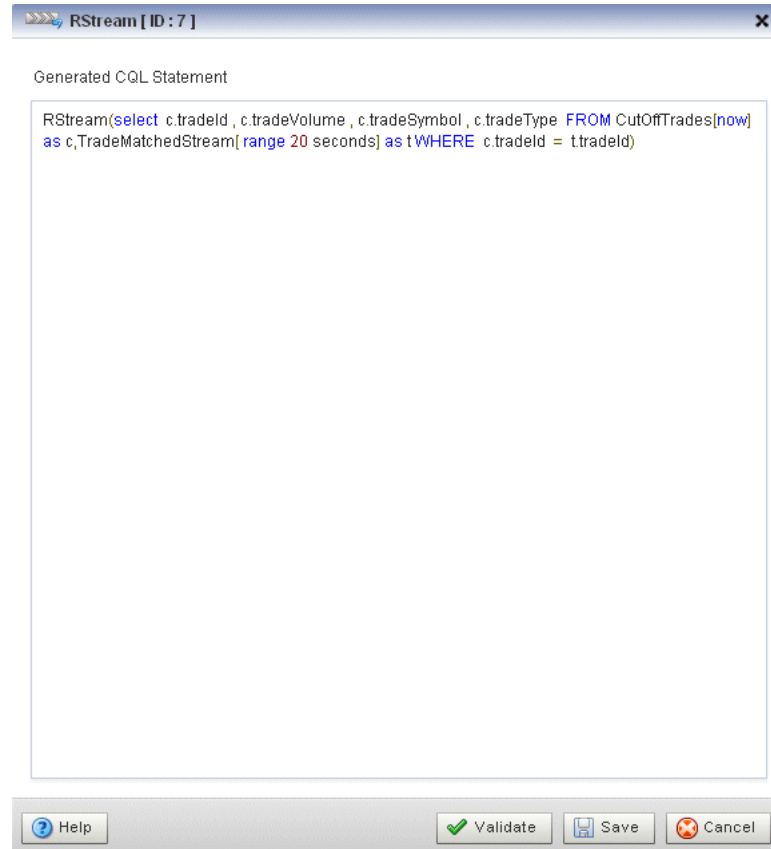 RStream [ ID : 7 ]
Generated CQL Statement
RStream(select c.tradeId , c.tradeVolume , c.tradeSymbol , c.tradeType FROM CutOffTrades[now]
as c,TradeMatchedStream[ range 20 seconds] as t WHERE c.tradeId = t.tradeId)
Help
Validate
Save
Cancel